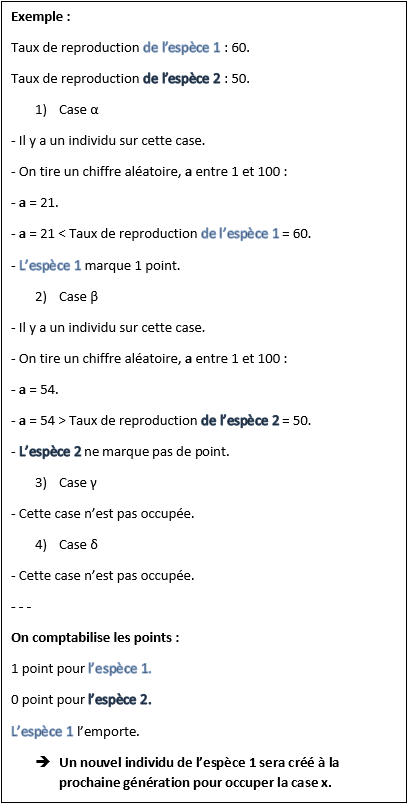 Exemple :
Taux de reproduction de l'espèce 1 : 60.
Taux de reproduction de l'espèce 2 : 50.
1) Case α
- Il y a un individu sur cette case.
- On tire un chiffre aléatoire, a entre 1 et 100 :
- a = 21.
- a = 21 < Taux de reproduction de l'espèce 1 = 60.
- L'espèce 1 marque 1 point.
2) Case β
- Il y a un individu sur cette case.
- On tire un chiffre aléatoire, a entre 1 et 100 :
- a = 54.
- a = 54 > Taux de reproduction de l'espèce 2 = 50.
- L'espèce 2 ne marque pas de point.
3) Case γ
- Cette case n'est pas occupée.
4) Case δ
- Cette case n'est pas occupée.
- - -
On comptabilise les points :
1 point pour l'espèce 1.
0 point pour l'espèce 2.
L'espèce 1 l'emporte.
➔ Un nouvel individu de l'espèce 1 sera créé à la
prochaine génération pour occuper la case x.